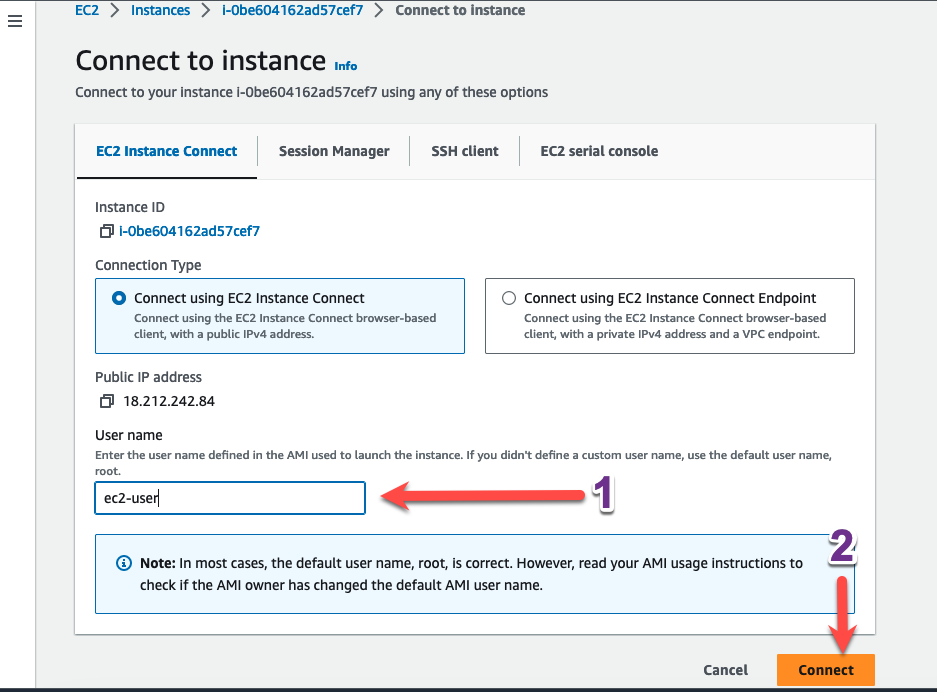 EC2 > Instances > i-0be604162ad57cef7 > Connect to instance
Connect to instance Info
Connect to your instance i-0be604162ad57cef7 using any of these options
EC2 Instance Connect Session Manager SSH client EC2 serial console
Instance ID
i-0be604162ad57cef7
Connection Type
Connect using EC2 Instance Connect
Connect using the EC2 Instance Connect browser-based
client, with a public IPv4 address.
Connect using EC2 Instance Connect Endpoint
Connect using the EC2 Instance Connect browser-based
client, with a private IPv4 address and a VPC endpoint.
Public IP address
18.212.242.84
User name
Enter the user name defined in the AMI used to launch the instance. If you didn't define a custom user name, use the default user name,
root.
ec2-user
1
2
Note: In most cases, the default user name, root, is correct. However, read your AMI usage instructions to
check if the AMI owner has changed the default AMI user name.
Cancel Connect